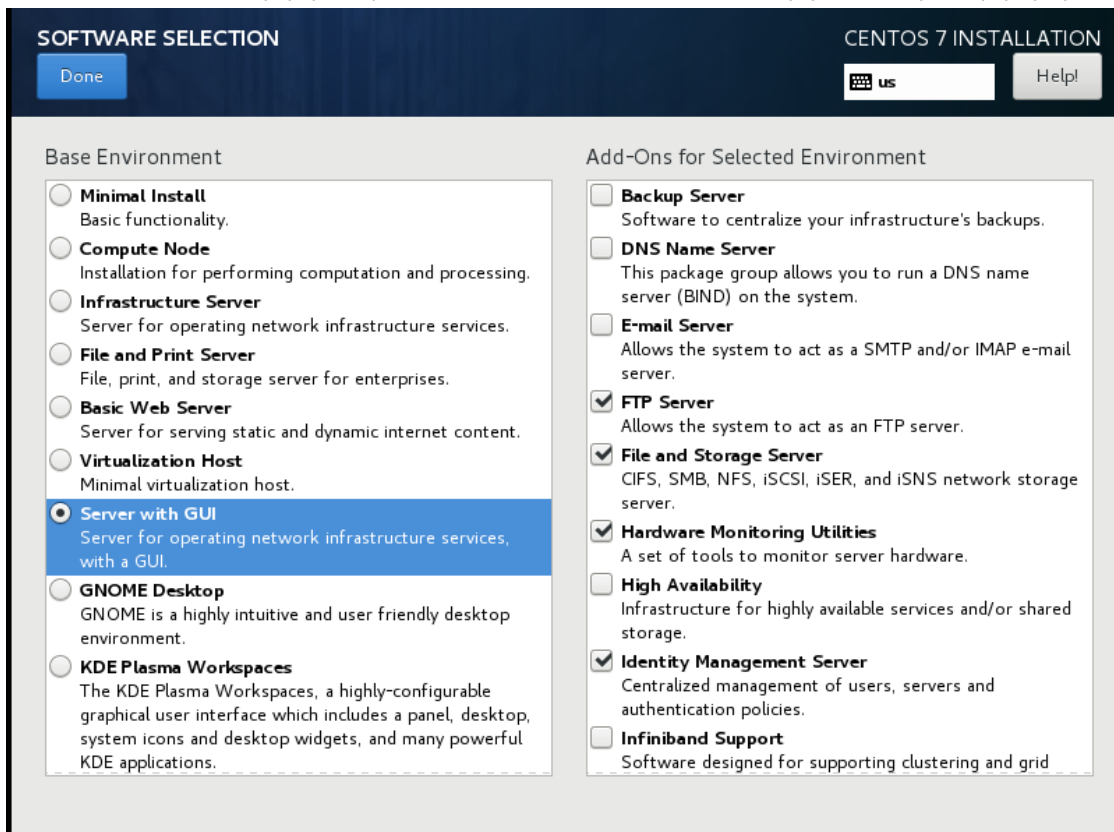 SOFTWARE SELECTION
CENTOS 7 INSTALLATION
Done
us
Help!
Base Environment
Minimal Install
Basic functionality.
Compute Node
Installation for performing computation and processing.
Infrastructure Server
Server for operating network infrastructure services.
File and Print Server
File, print, and storage server for enterprises.
Basic Web Server
Server for serving static and dynamic internet content.
Virtualization Host
Minimal virtualization host.
Server with GUI
Server for operating network infrastructure services,
with a GUI.
GNOME Desktop
GNOME is a highly intuitive and user friendly desktop
environment.
KDE Plasma Workspaces
The KDE Plasma Workspaces, a highly-configurable
graphical user interface which includes a panel, desktop,
system icons and desktop widgets, and many powerful
KDE applications.
Add-Ons for Selected Environment
Backup Server
Software to centralize your infrastructure's backups.
DNS Name Server
This package group allows you to run a DNS name
server (BIND) on the system.
E-mail Server
Allows the system to act as a SMTP and/or IMAP e-mail
server.
FTP Server
Allows the system to act as an FTP server.
File and Storage Server
CIFS, SMB, NFS, iSCSI, iSER, and iSNS network storage
server.
Hardware Monitoring Utilities
A set of tools to monitor server hardware.
High Availability
Infrastructure for highly available services and/or shared
storage.
Identity Management Server
Centralized management of users, servers and
authentication policies.
Infiniband Support
Software designed for supporting clustering and grid